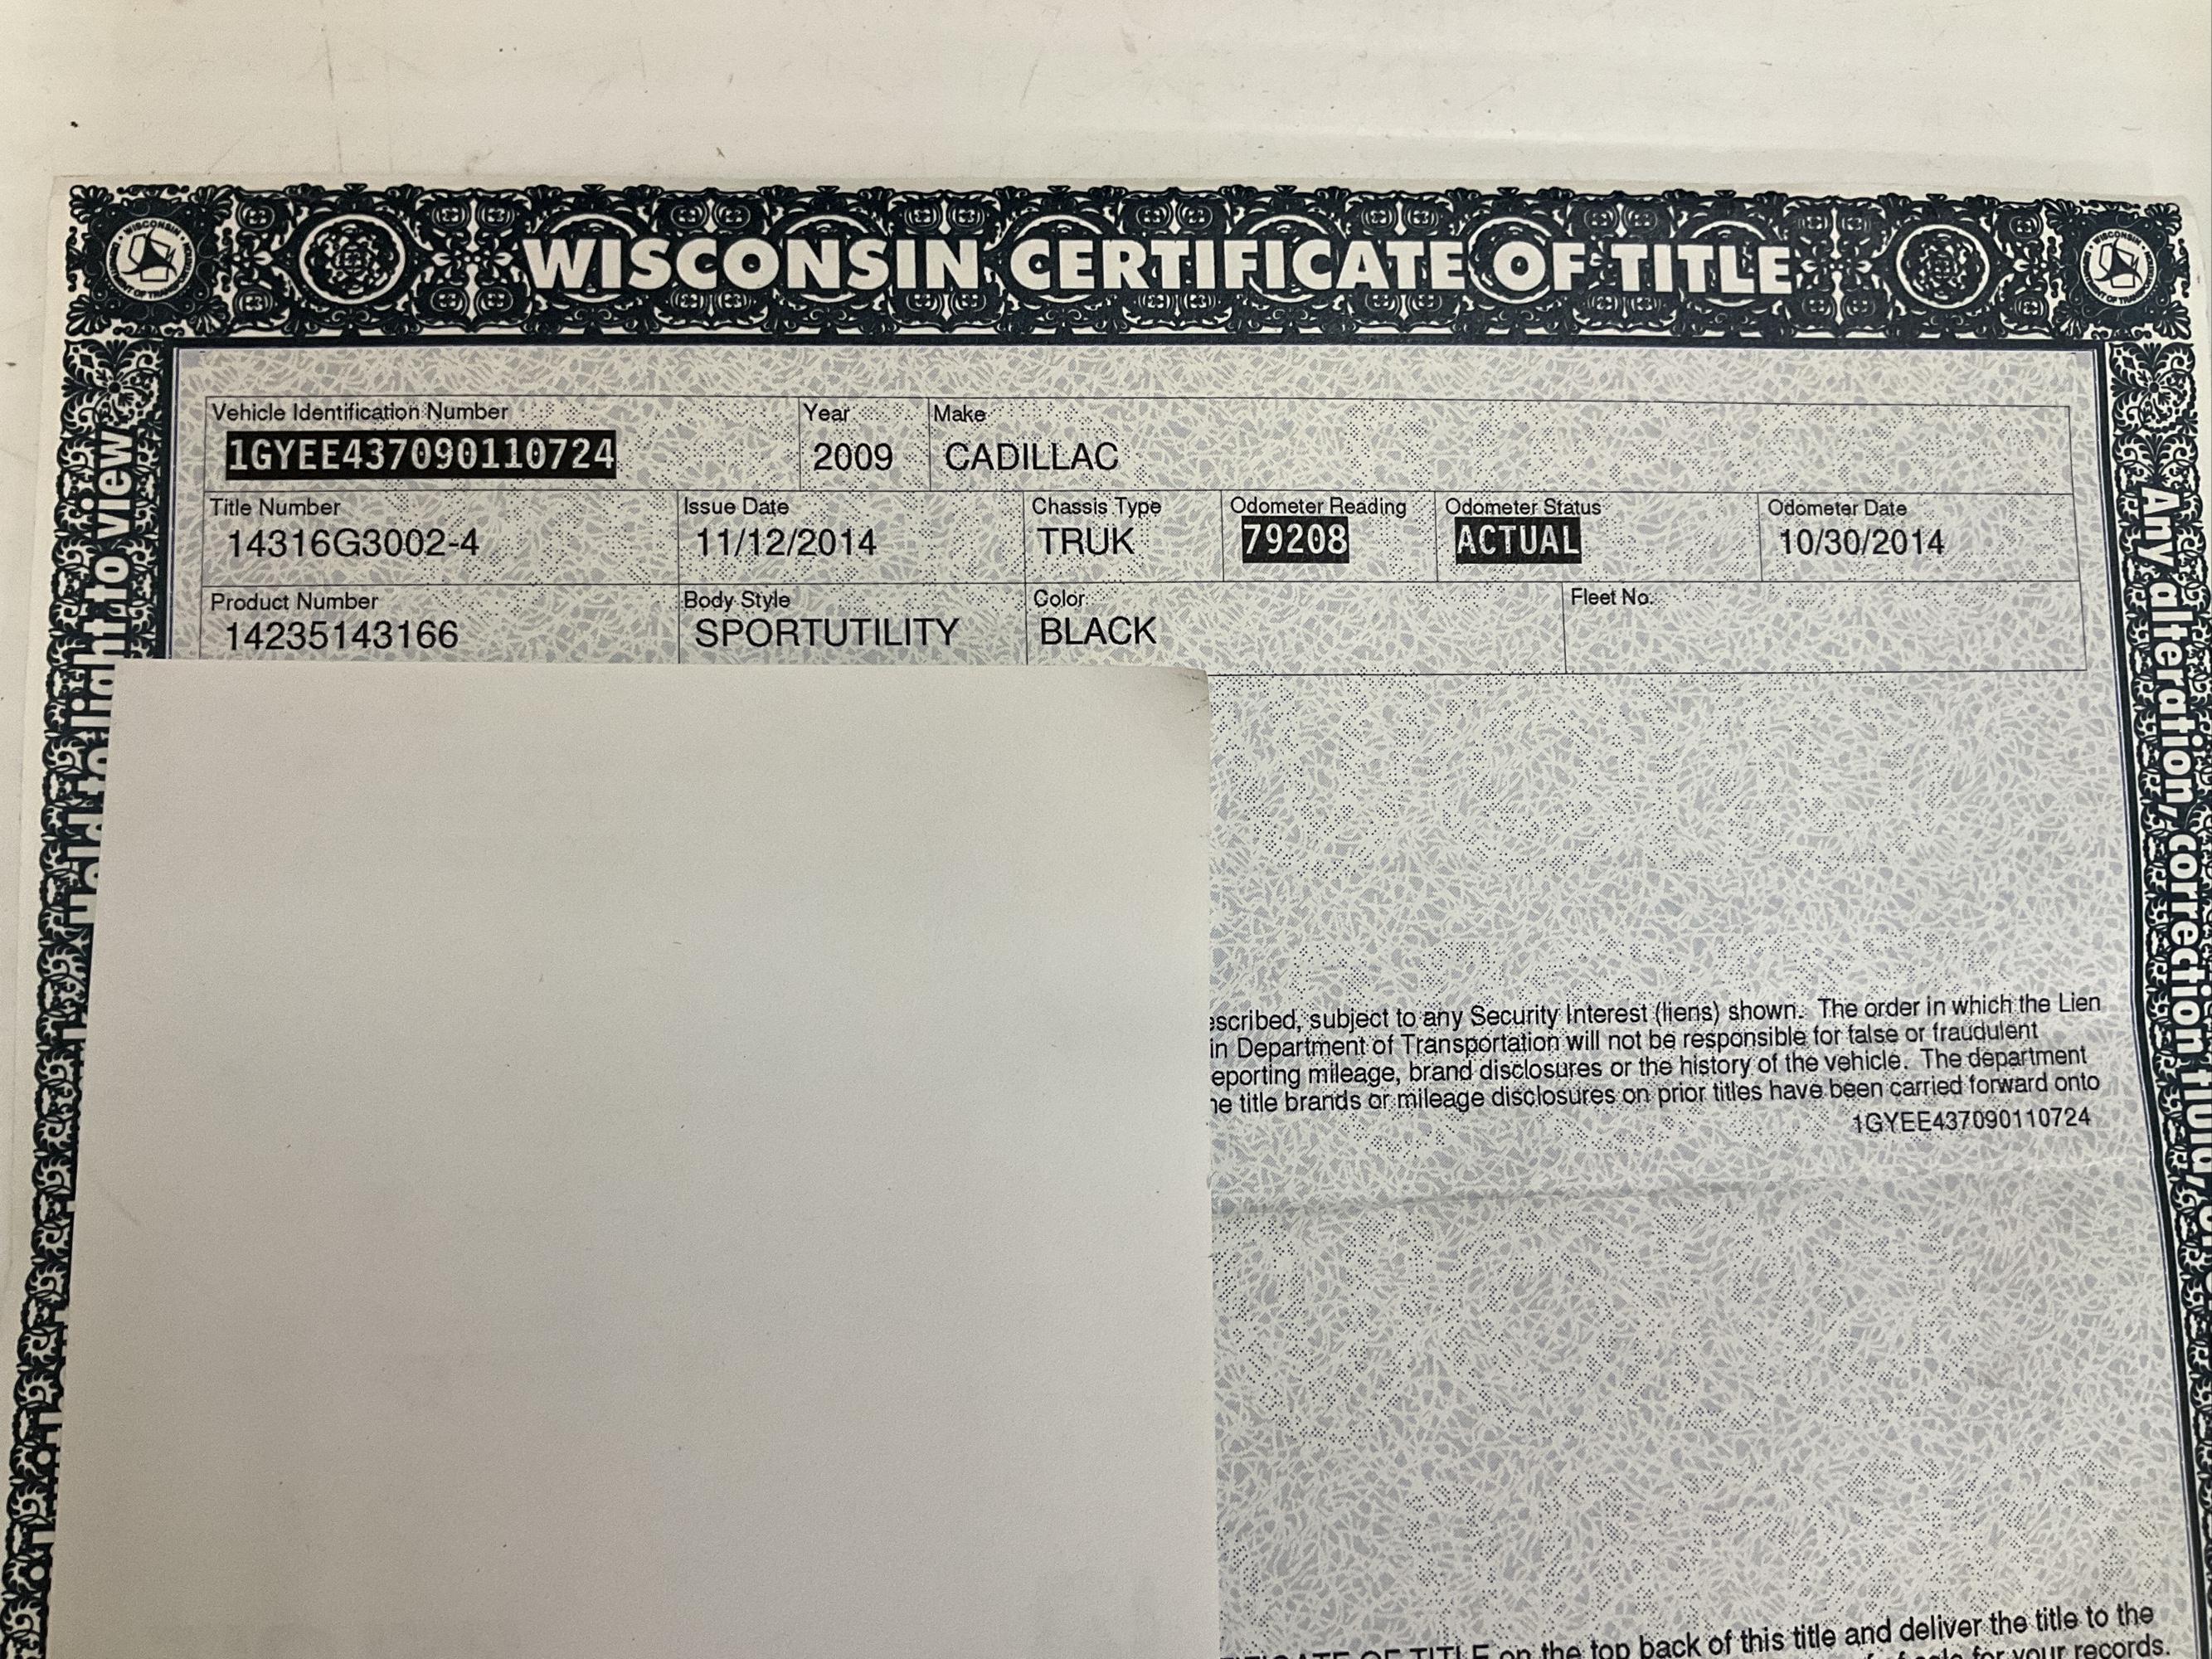 WISCONSIN CERTIFICATE OF TITLE
Vehicle Identification Number
1GYEE437090110724
Year
2009
Make
CADILLAC
Title Number
14316G3002-4
Issue Date
11/12/2014
Chassis Type
TRUK
Odometer Reading
79208
Odometer Status
ACTUAL
Odometer Date
10/30/2014
Product Number
14235143166
Body Style
SPORTUTILITY
Color
BLACK
Fleet No.
subject to any Security Interest (liens) shown. The order in which the Lien
in Department of Transportation will not be responsible for false or fraudulent
eporting mileage, brand disclosures or the history of the vehicle. The department
title brands or mileage disclosures on prior titles have been carried forward onto
1GYEE437090110724
OF TITLE on the top back of this title and deliver the title to the
for your records.
Hold to light to view
Any alteration, correction fluid,